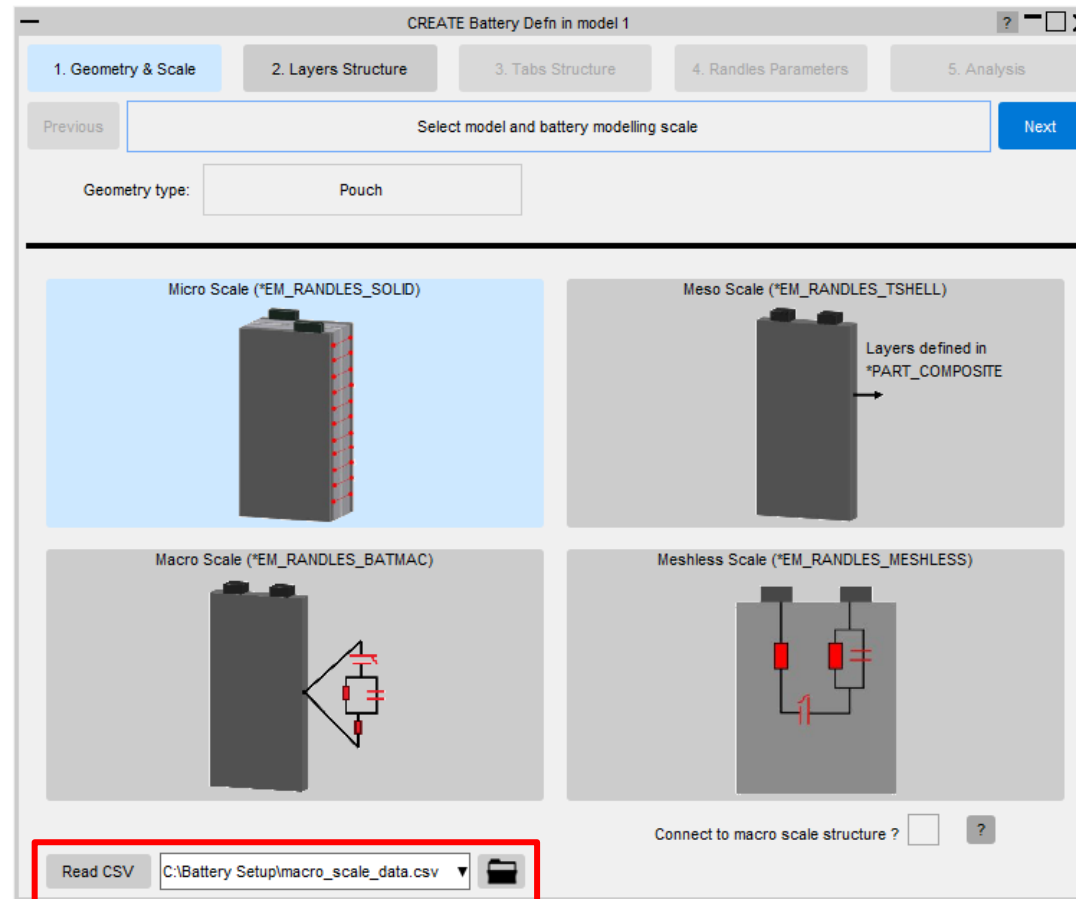 CREATE Battery Defn in model 1
?
1. Geometry & Scale
2. Layers Structure
3. Tabs Structure
4. Randles Parameters
5. Analysis
Previous
Select model and battery modelling scale
Next
Geometry type:
Pouch
Micro Scale (*EM_RANDLES_SOLID)
Meso Scale (*EM_RANDLES_TSHELL)
Layers defined in
*PART_COMPOSITE
Macro Scale (*EM_RANDLES_BATMAC)
Meshless Scale (*EM_RANDLES_MESHLESS)
Connect to macro scale structure ?
?
Read CSV
C:\Battery Setup\macro_scale_data.csv